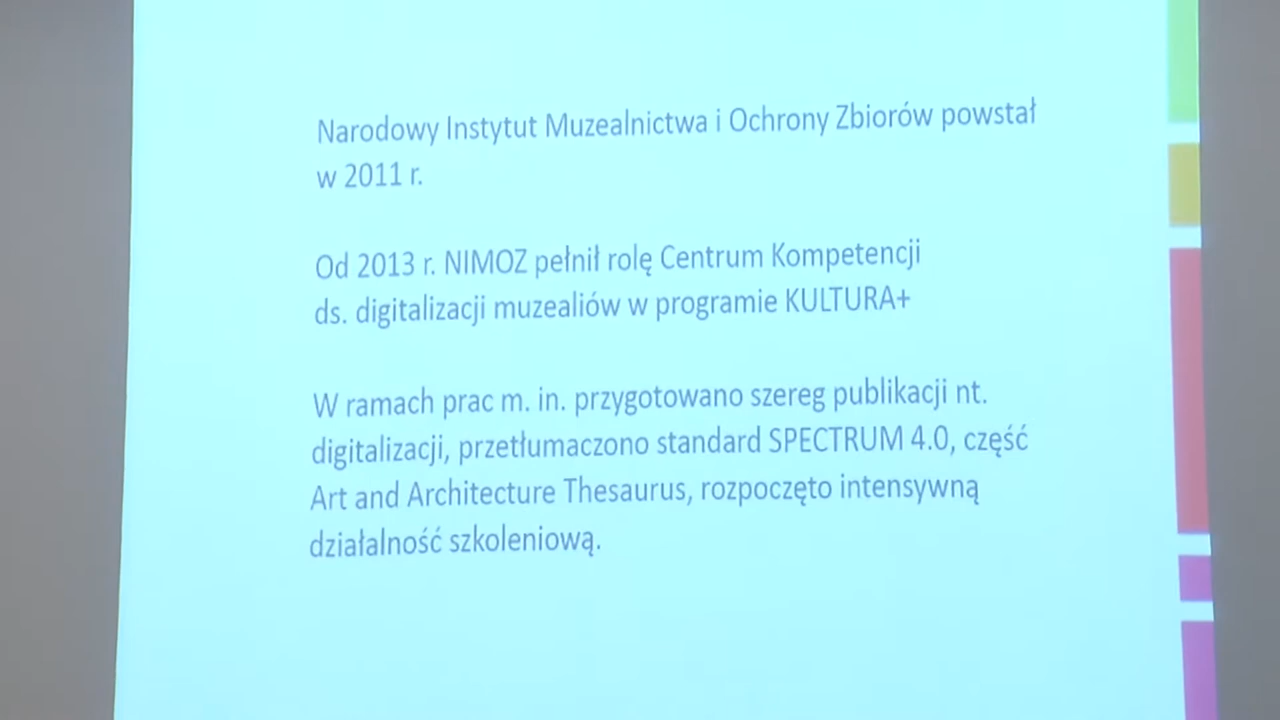 Narodowy Instytut Muzealnictwa i Ochrony Zbiorów powstał
w 2011 r.
Od 2013 r. NIMOZ pełnił rolę Centrum Kompetencji
ds. digitalizacji muzealiów w programie KULTURA+
W ramach prac m. in. przygotowano szereg publikacji nt.
digitalizacji, przetłumaczono standard SPECTRUM 4.0, część
Art and Architecture Thesaurus, rozpoczęto intensywną
działalność szkoleniową.